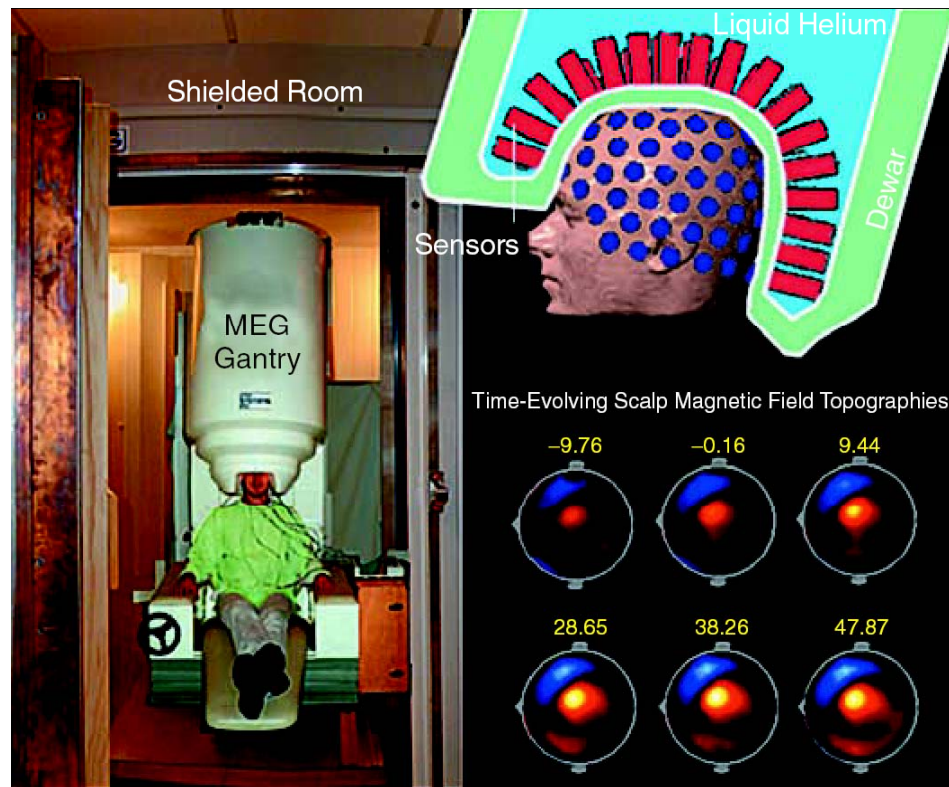 Shielded Room
MEG
Gantry
Liquid Helium
Sensors
Dewar
Time-Evolving Scalp Magnetic Field Topographies
–9.76
–0.16
9.44
28.65
38.26
47.87